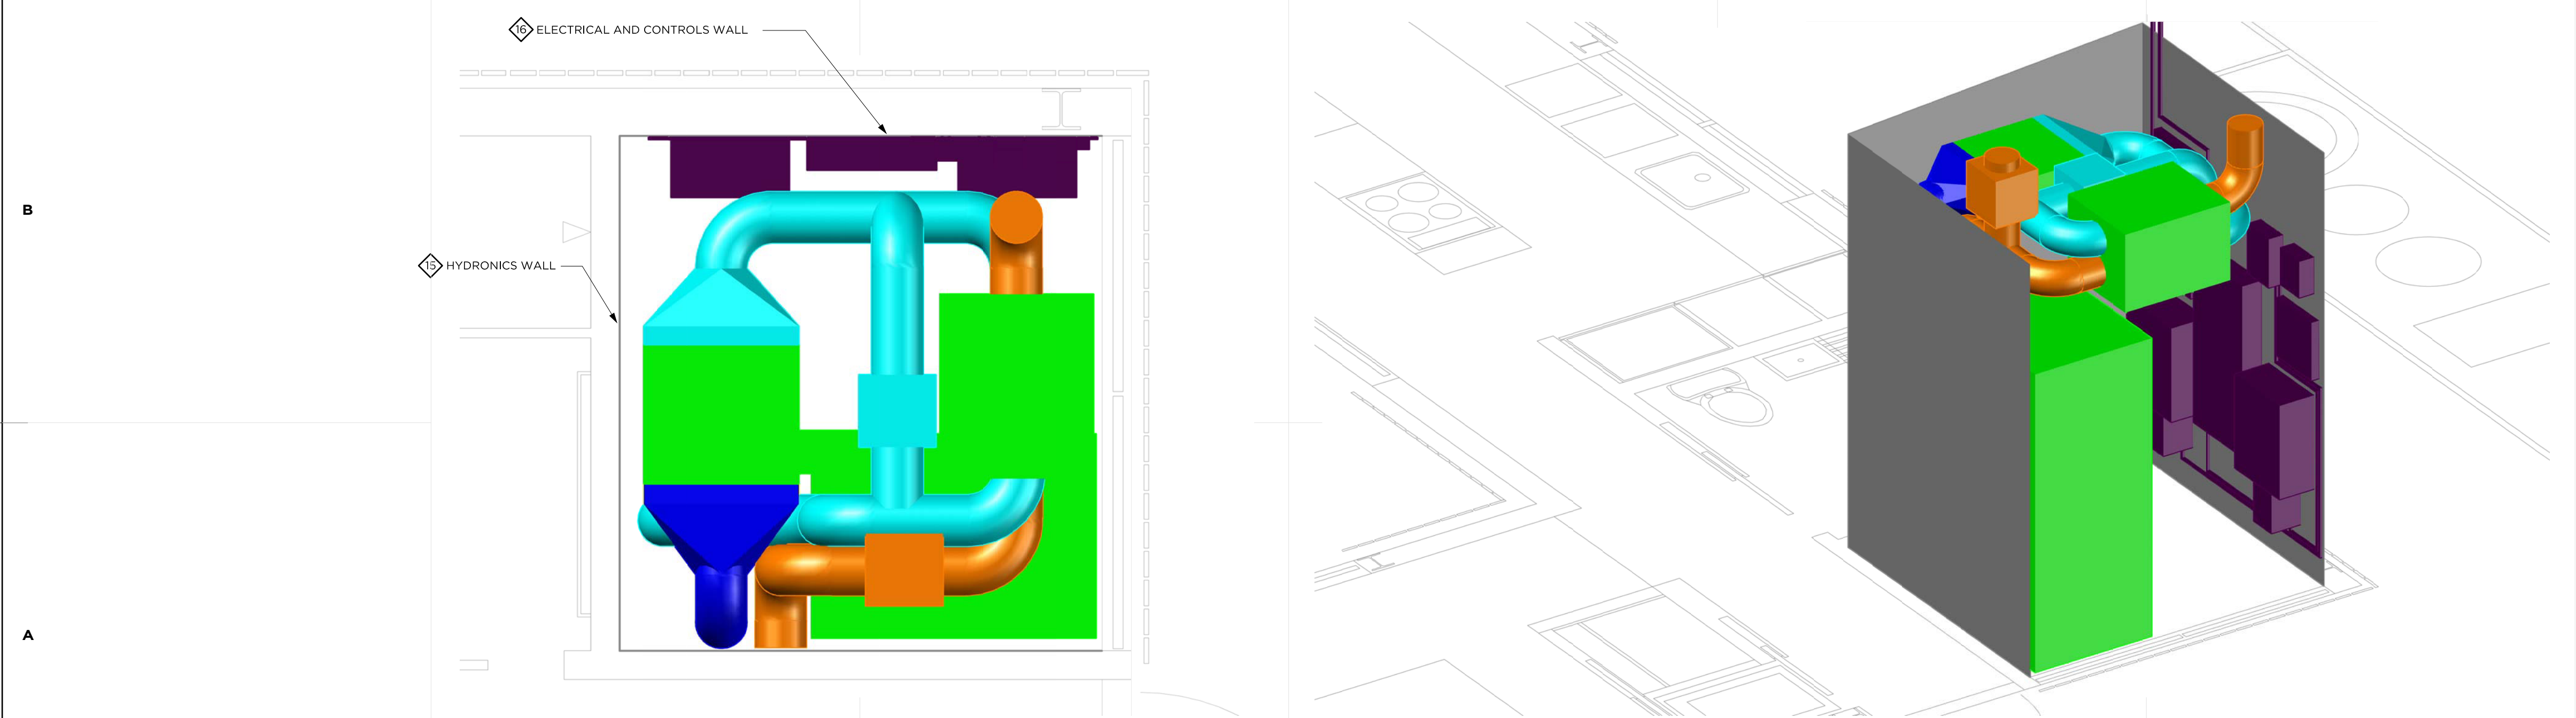 16 ELECTRICAL AND CONTROLS WALL
B
15 HYDRONICS WALL
A